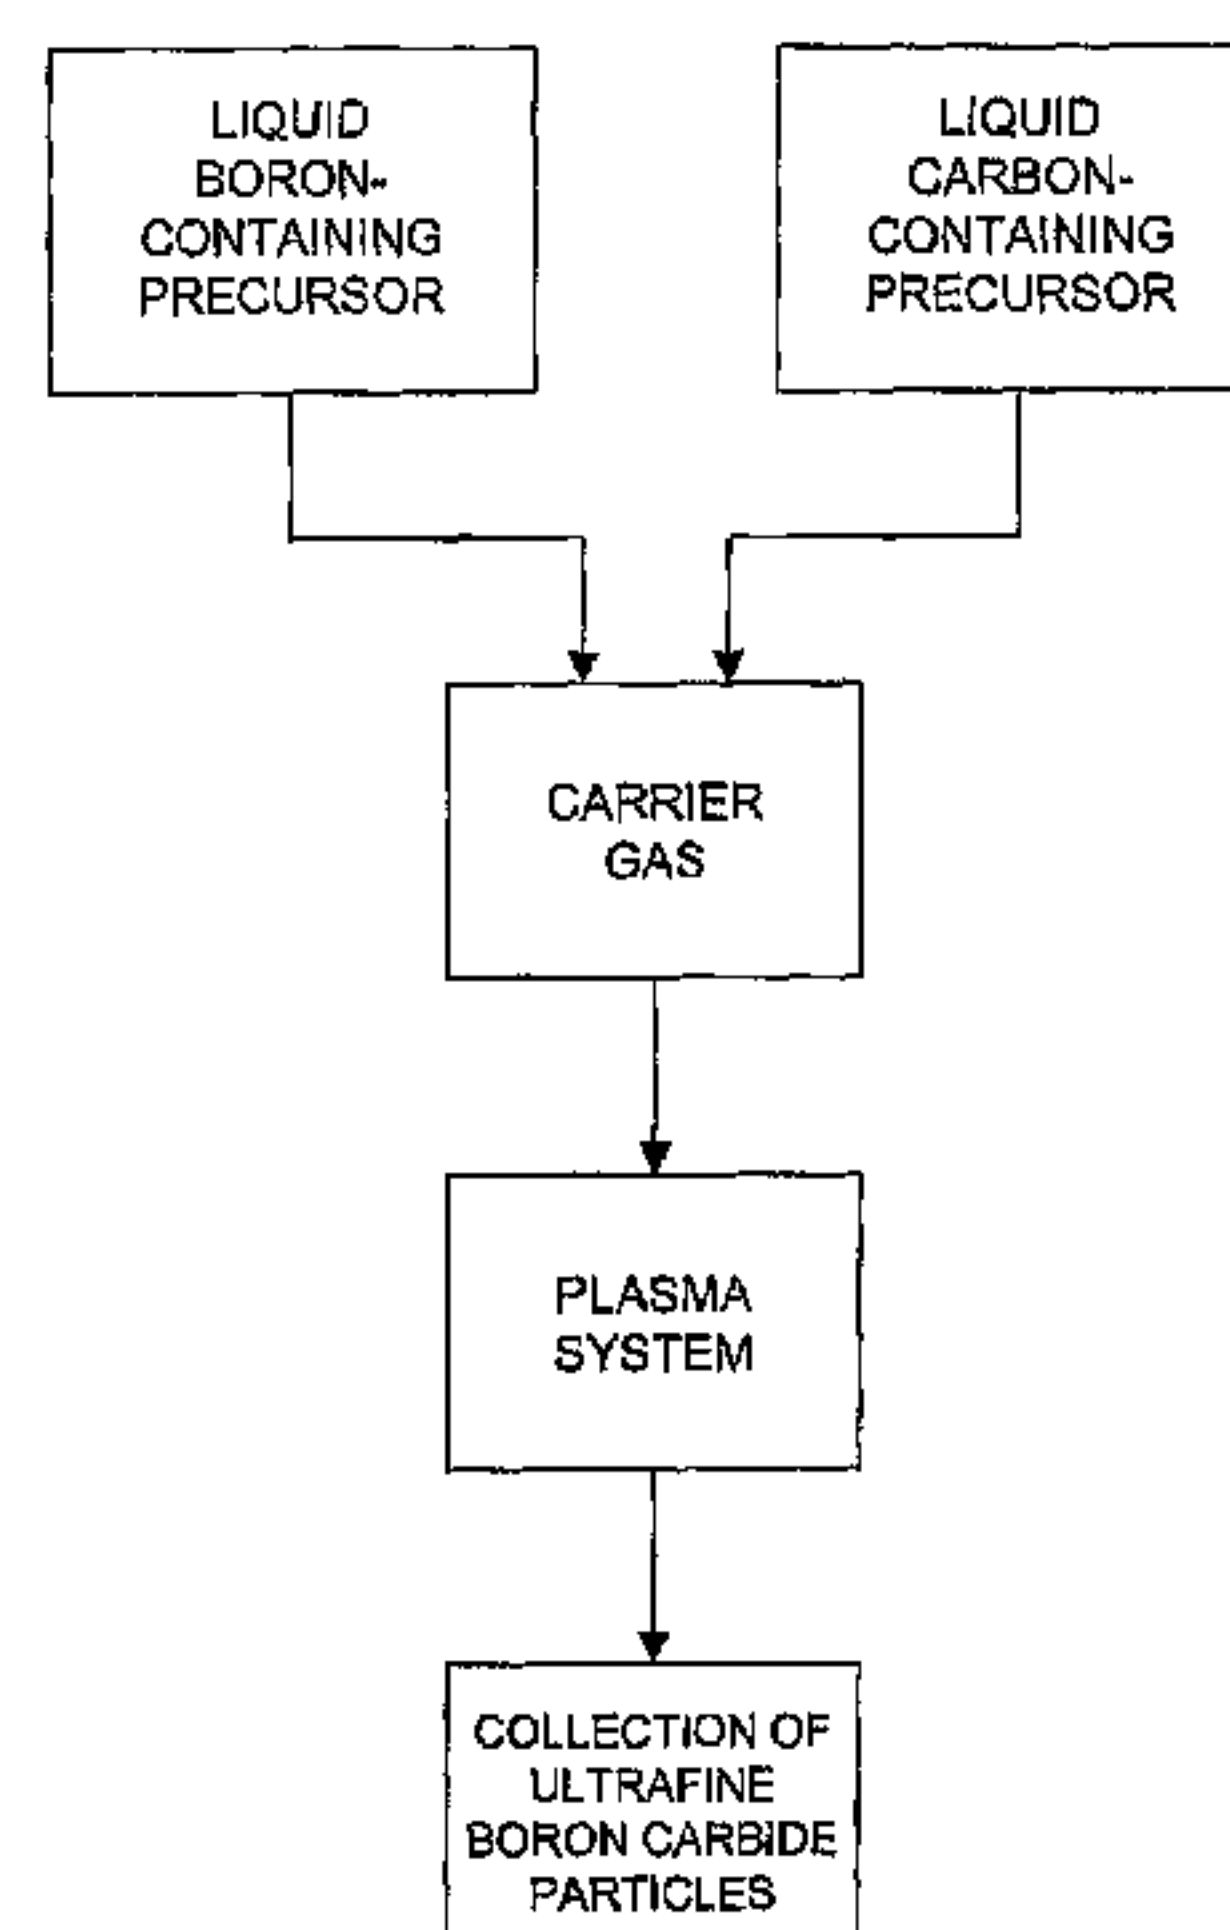 LIQUID
BORON-
CONTAINING
PRECURSOR
LIQUID
CARBON-
CONTAINING
PRECURSOR
CARRIER
GAS
PLASMA
SYSTEM
COLLECTION OF
ULTRAFINE
BORON CARBIDE
PARTICLES